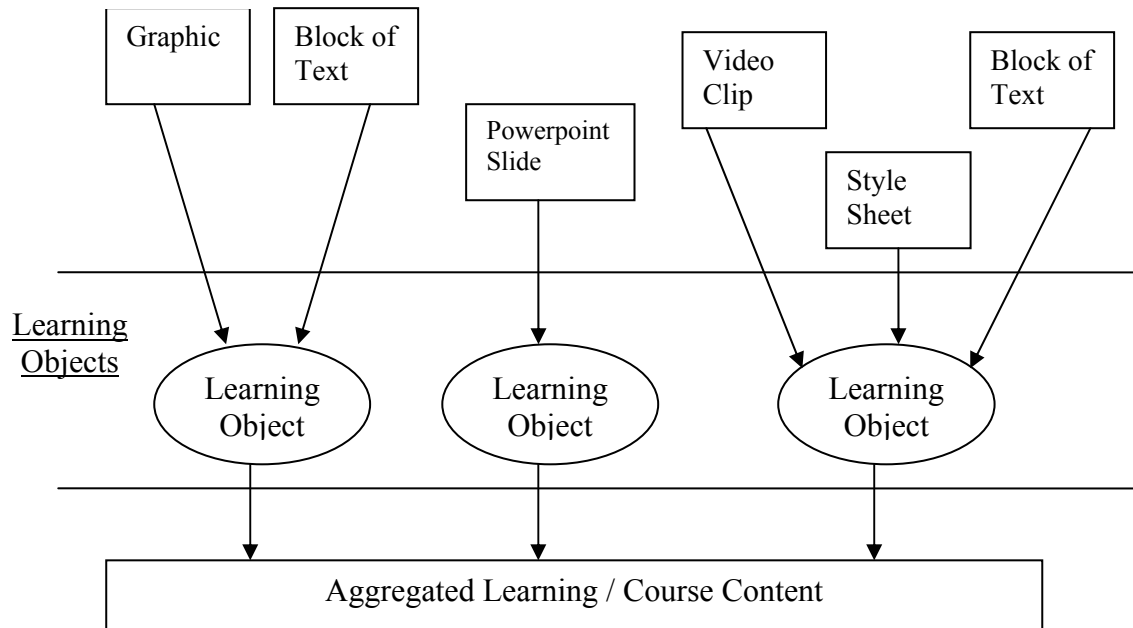 Graphic
Block of
Text
Video
Clip
Block of
Text
Powerpoint
Slide
Style
Sheet
Learning
Objects
Learning
Object
Learning
Object
Learning
Object
Aggregated Learning / Course Content